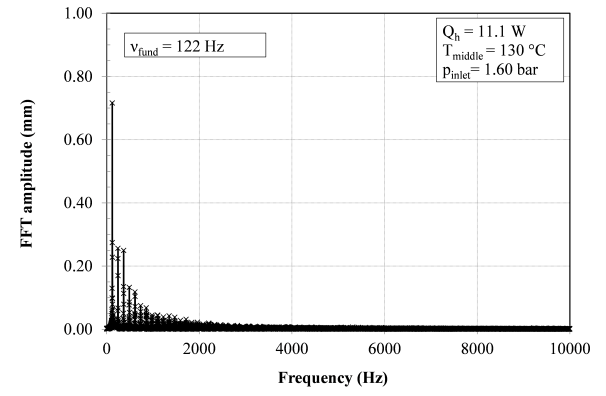 1.00
ν_fund = 122 Hz
Q_h = 11.1 W
T_middle = 130 °C
p_inlet= 1.60 bar
0.80
0.60
0.40
0.20
0.00
FFT amplitude (mm)
0 2000 4000 6000 8000 10000
Frequency (Hz)